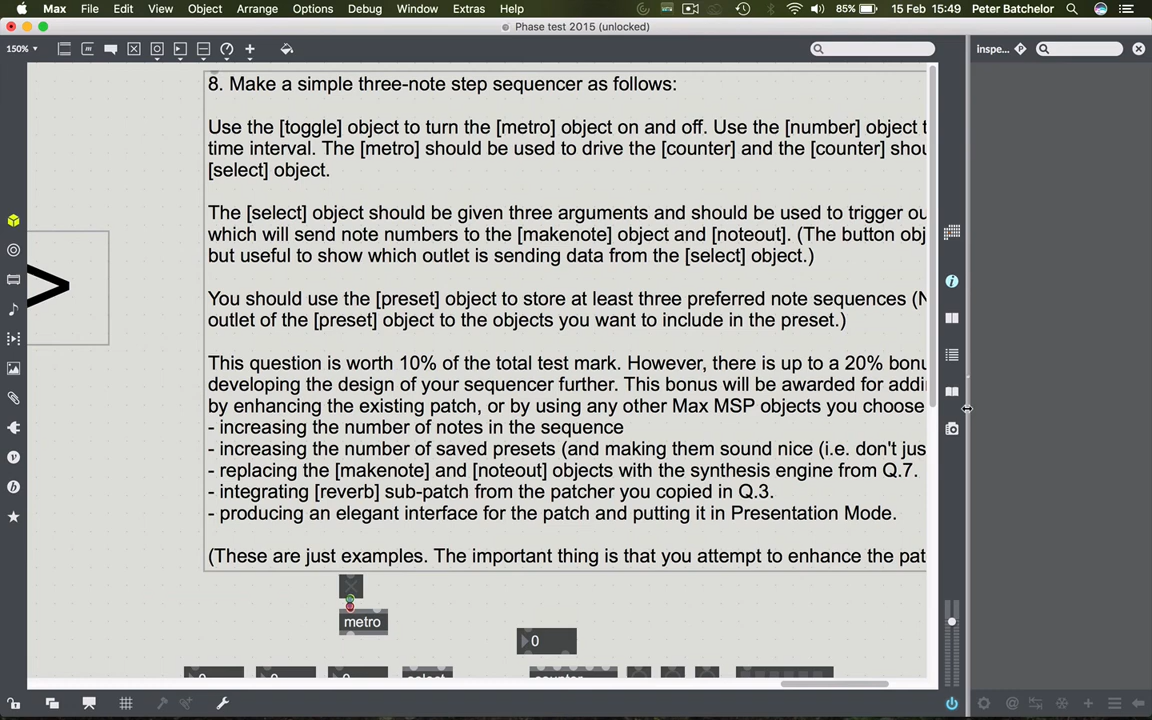 Max File Edit View Object Arrange Options Debug Window Extras Help 85% 15 Feb 15:49 Peter Batchelor
Phase test 2015 (unlocked)
150% inspe...
8. Make a simple three-note step sequencer as follows:
Use the [toggle] object to turn the [metro] object on and off. Use the [number] object
time interval. The [metro] should be used to drive the [counter] and the [counter]
[select] object.
The [select] object should be given three arguments and should be used to trigger
which will send note numbers to the [makenote] object and [noteout]. (The button
but useful to show which outlet is sending data from the [select] object.)
You should use the [preset] object to store at least three preferred note sequences
outlet of the [preset] object to the objects you want to include in the preset.)
This question is worth 10% of the total test mark. However, there is up to a 20%
developing the design of your sequencer further. This bonus will be awarded for
by enhancing the existing patch, or by using any other Max MSP objects you choose
- increasing the number of notes in the sequence
- increasing the number of saved presets (and making them sound nice (i.e. don't just
- replacing the [makenote] and [noteout] objects with the synthesis engine from Q.7.
- integrating [reverb] sub-patch from the patcher you copied in Q.3.
- producing an elegant interface for the patch and putting it in Presentation Mode.
(These are just examples. The important thing is that you attempt to enhance the
>
metro
0
0 0 0 select counter